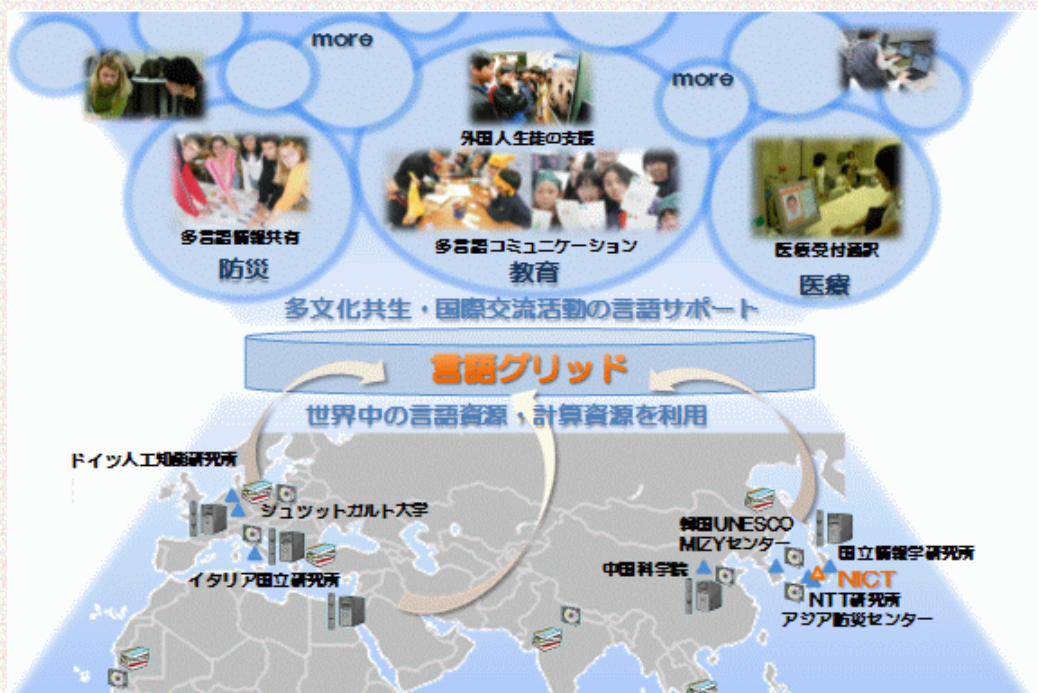 more
more
外国人生徒の支援
多言語情報共有
多言語コミュニケーション
医療受付通訳
防災
教育
医療
多文化共生・国際交流活動の言語サポート
言語グリッド
世界中の言語資源・計算資源を利用
ドイツ人工知能研究所
シュツットガルト大学
イタリア国立研究所
韓国UNESCO
MIZYセンター
中国科学院
国立情報学研究所
NICT
NTT研究所
アジア防災センター